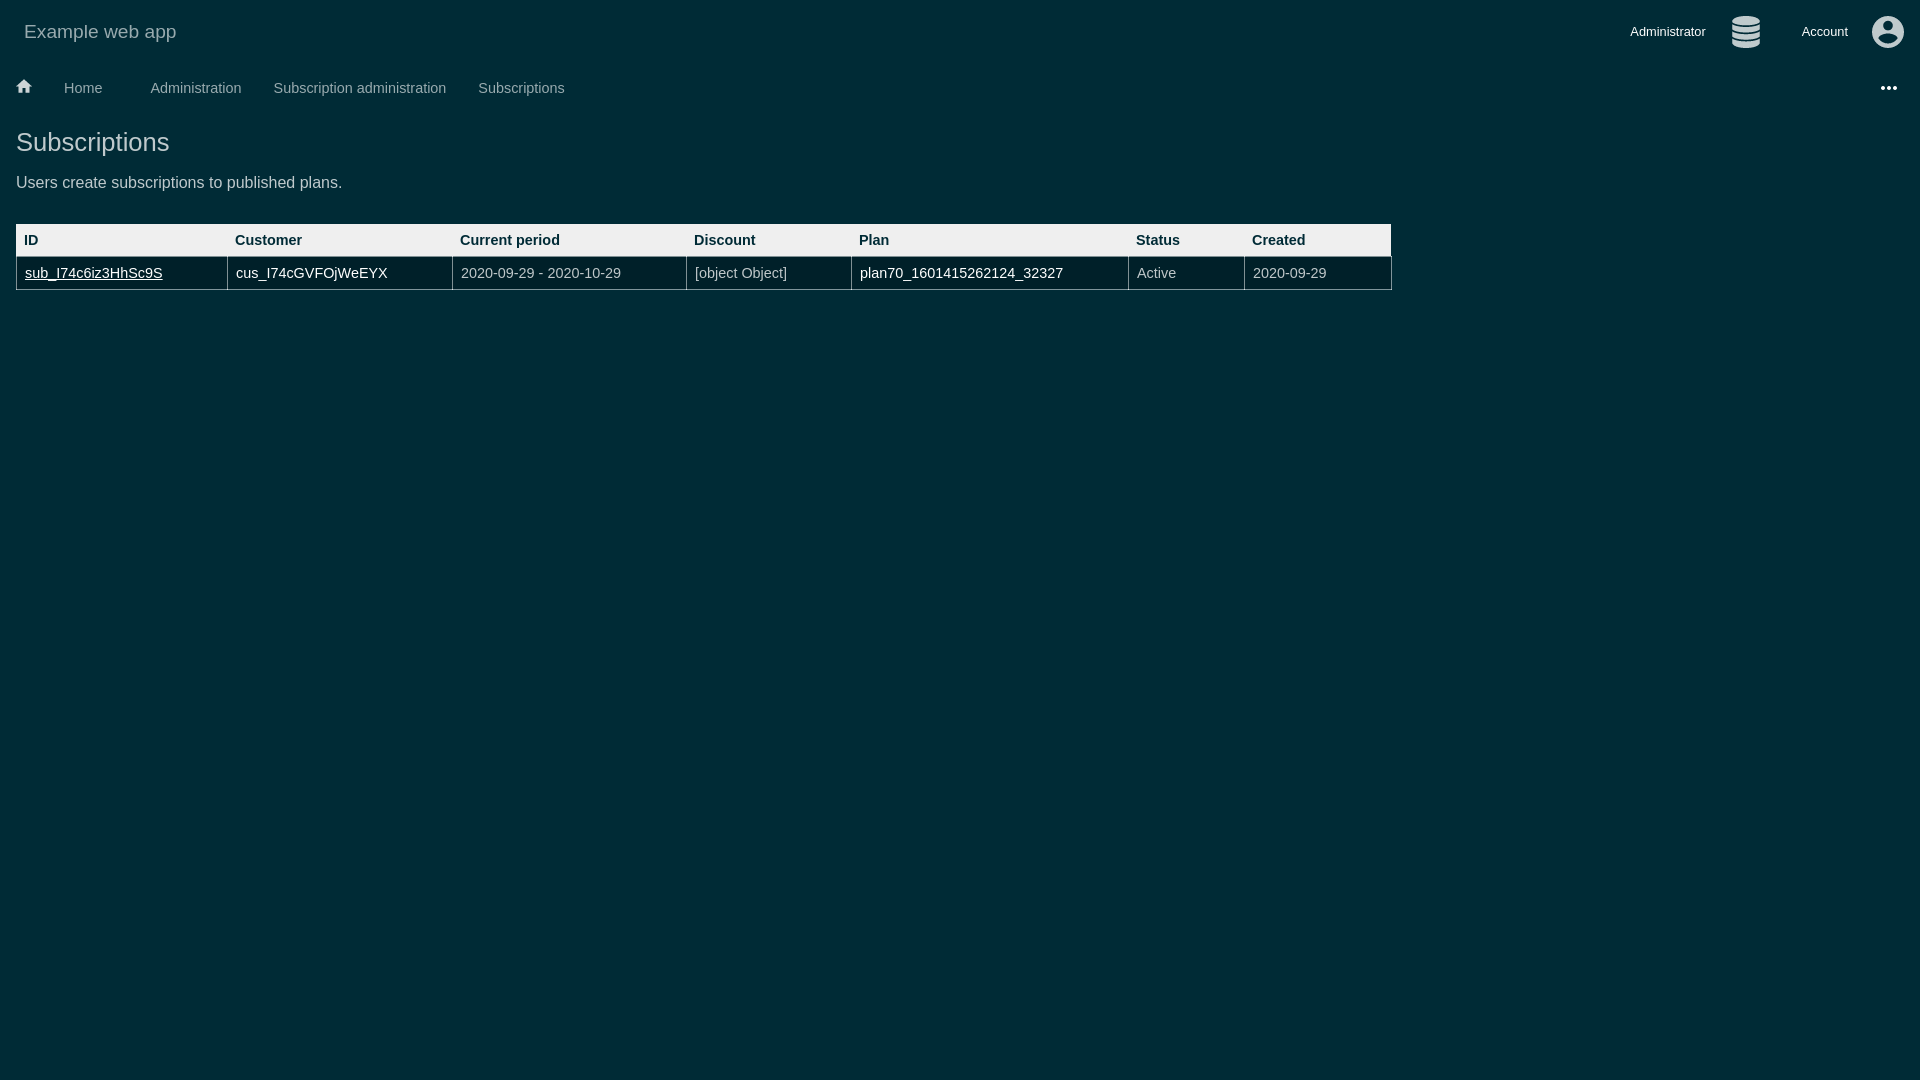 Example web app
Administrator
Account
Home
Administration
Subscription administration
Subscriptions
Subscriptions
Users create subscriptions to published plans.
ID Customer Current period Discount Plan Status Created
sub_I74c6iz3HhSc9S cus_I74cGVFOjWeEYX 2020-09-29 - 2020-10-29 [object Object] plan70_1601415262124_32327 Active 2020-09-29